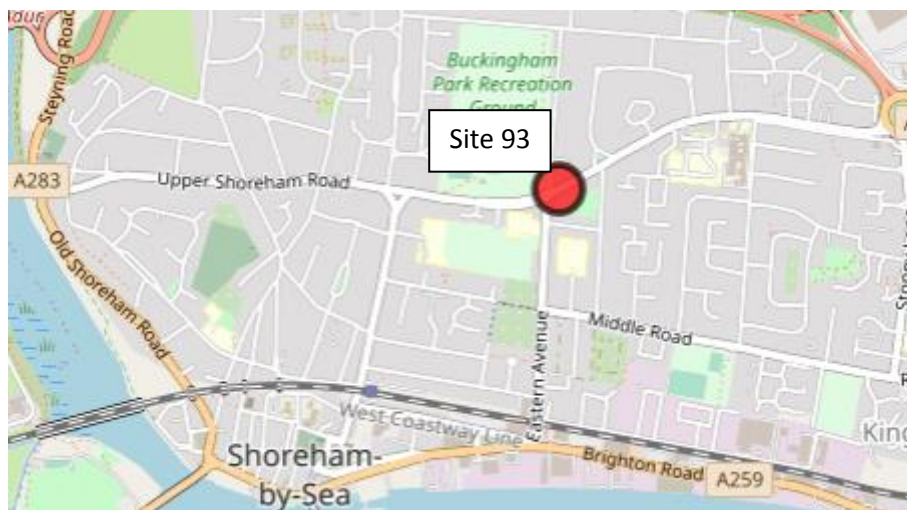 Steyning Road
Buckingham
Park Recreation
Ground
Site 93
A283
Upper Shoreham Road
Old Shoreham Road
Middle Road
Eastern Avenue
West Coastway Line
Shoreham-
by-Sea
Brighton Road
A259